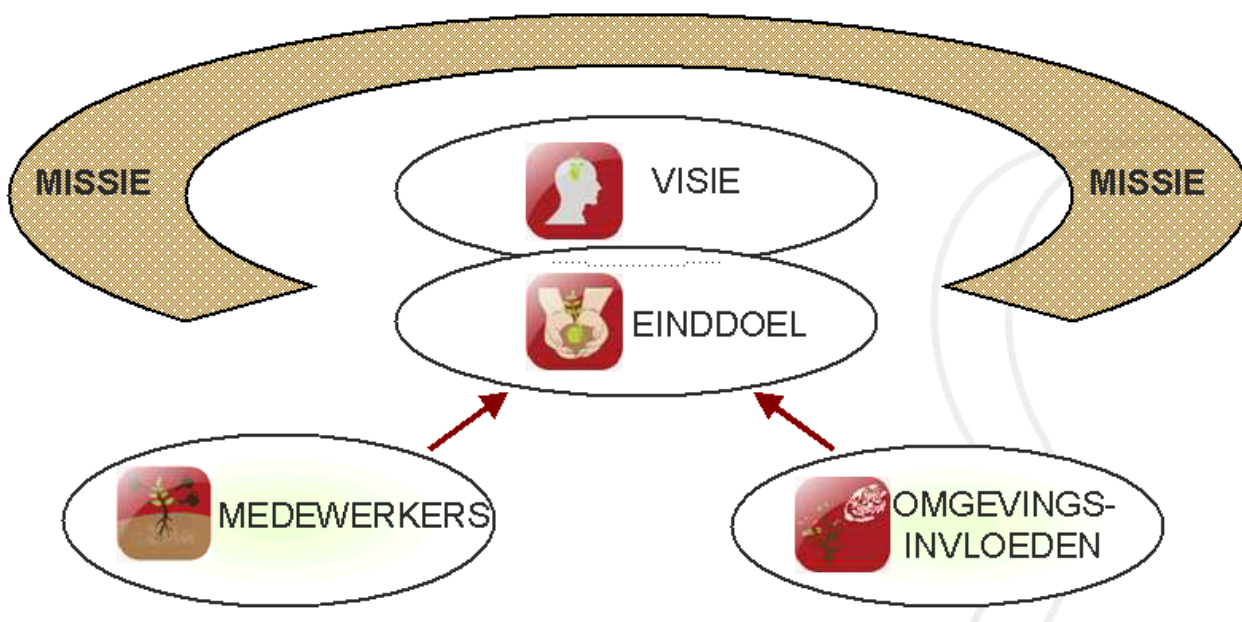 MISSIE
VISIE
MISSIE
EINDDOEL
MEDEWERKERS
OMGEVINGS-
INVLOEDEN